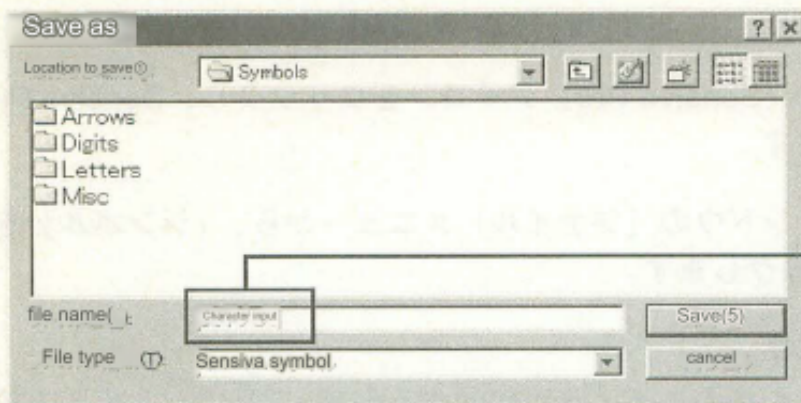 Save as
Location to save
Symbols
Arrows
Digits
Letters
Misc
file name(
Character input
Save(5)
File type (T):
Sensiva symbol
cancel